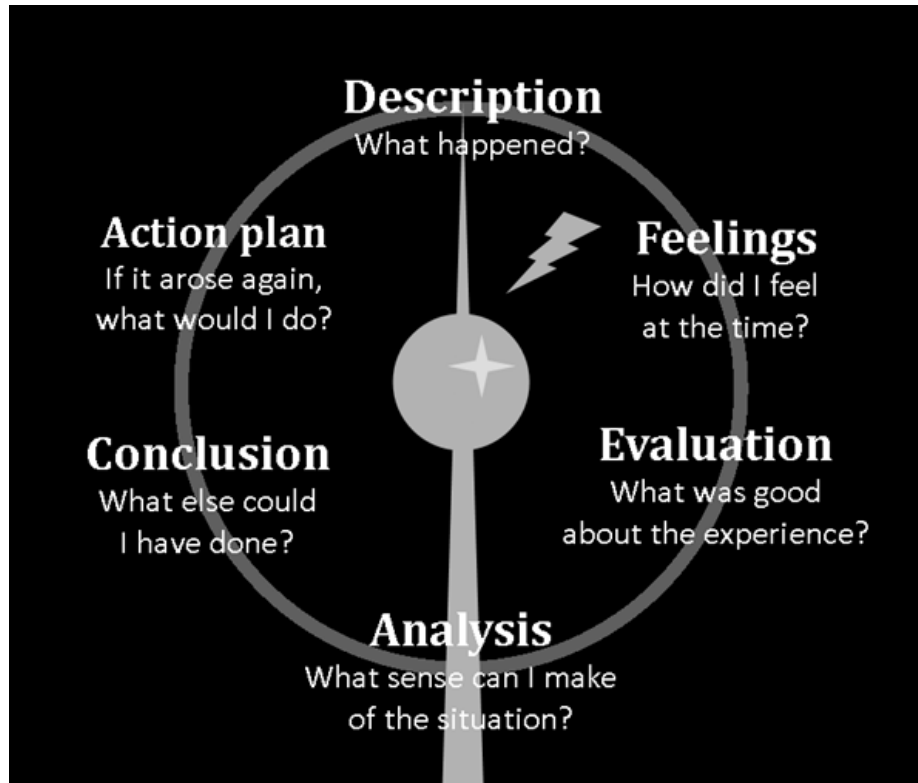 Description
What happened?
Feelings
How did I feel
at the time?
Evaluation
What was good
about the experience?
Analysis
What sense can I make
of the situation?
Conclusion
What else could
I have done?
Action plan
If it arose again,
what would I do?